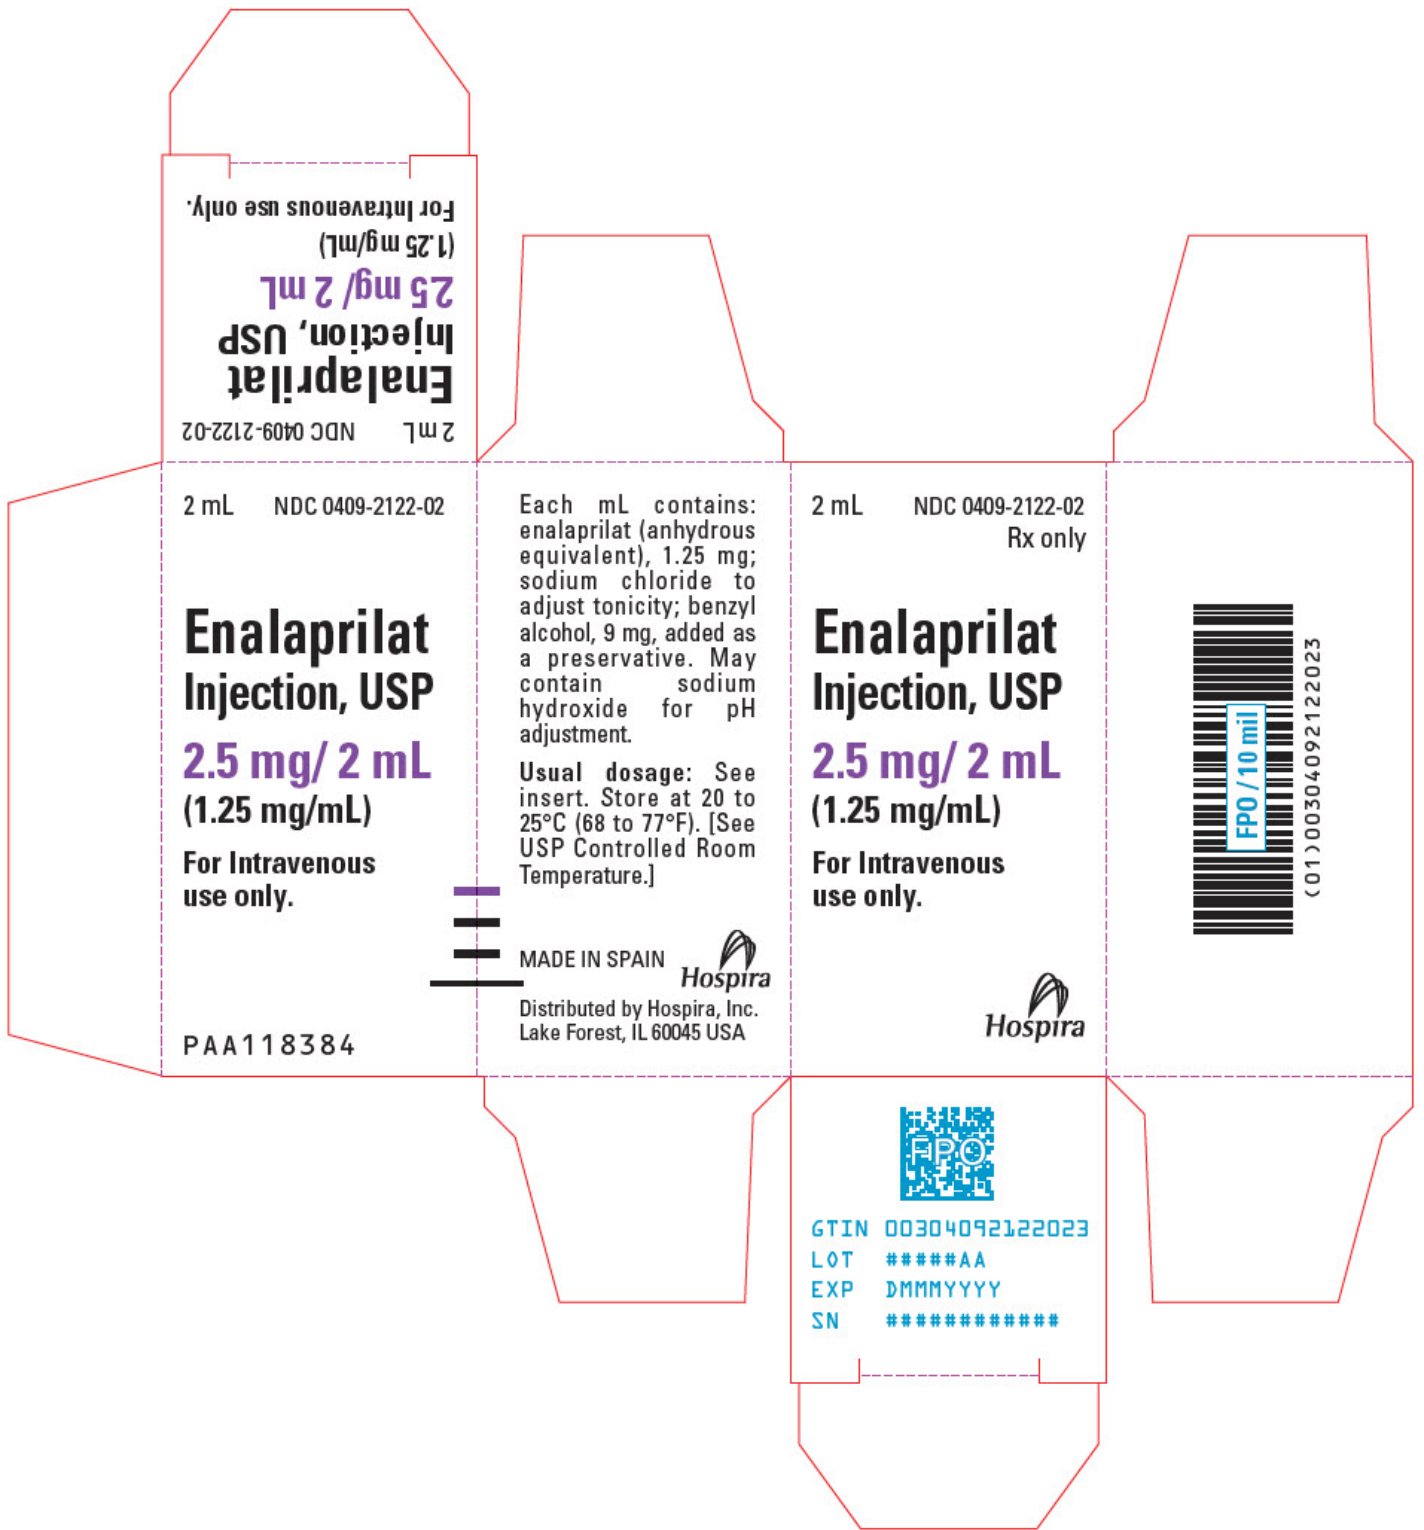 2 mL NDC 0409-2122-02
Enalaprilat
Injection, USP
25 mg/ 2 mL
(1.25 mg/mL)
For Intravenous use only.
2 mL NDC 0409-2122-02
Enalaprilat
Injection, USP
2.5 mg/ 2 mL
(1.25 mg/mL)
For Intravenous
use only.
PAA118384
Each mL contains:
enalaprilat (anhydrous
equivalent), 1.25 mg;
sodium chloride to
adjust tonicity; benzyl
alcohol, 9 mg, added as
a preservative. May
contain sodium
hydroxide for pH
adjustment.
Usual dosage: See
insert. Store at 20 to
25°C (68 to 77°F). [See
USP Controlled Room
Temperature.]
MADE IN SPAIN
Hospira
Distributed by Hospira, Inc.
Lake Forest, IL 60045 USA
2 mL NDC 0409-2122-02
Rx only
Enalaprilat
Injection, USP
2.5 mg/ 2 mL
(1.25 mg/mL)
For Intravenous
use only.
Hospira
FPO / 10 mil
(01)00304092122023
FPO
GTIN 00304092122023
LOT #####AA
EXP DMMMYYYY
SN ############